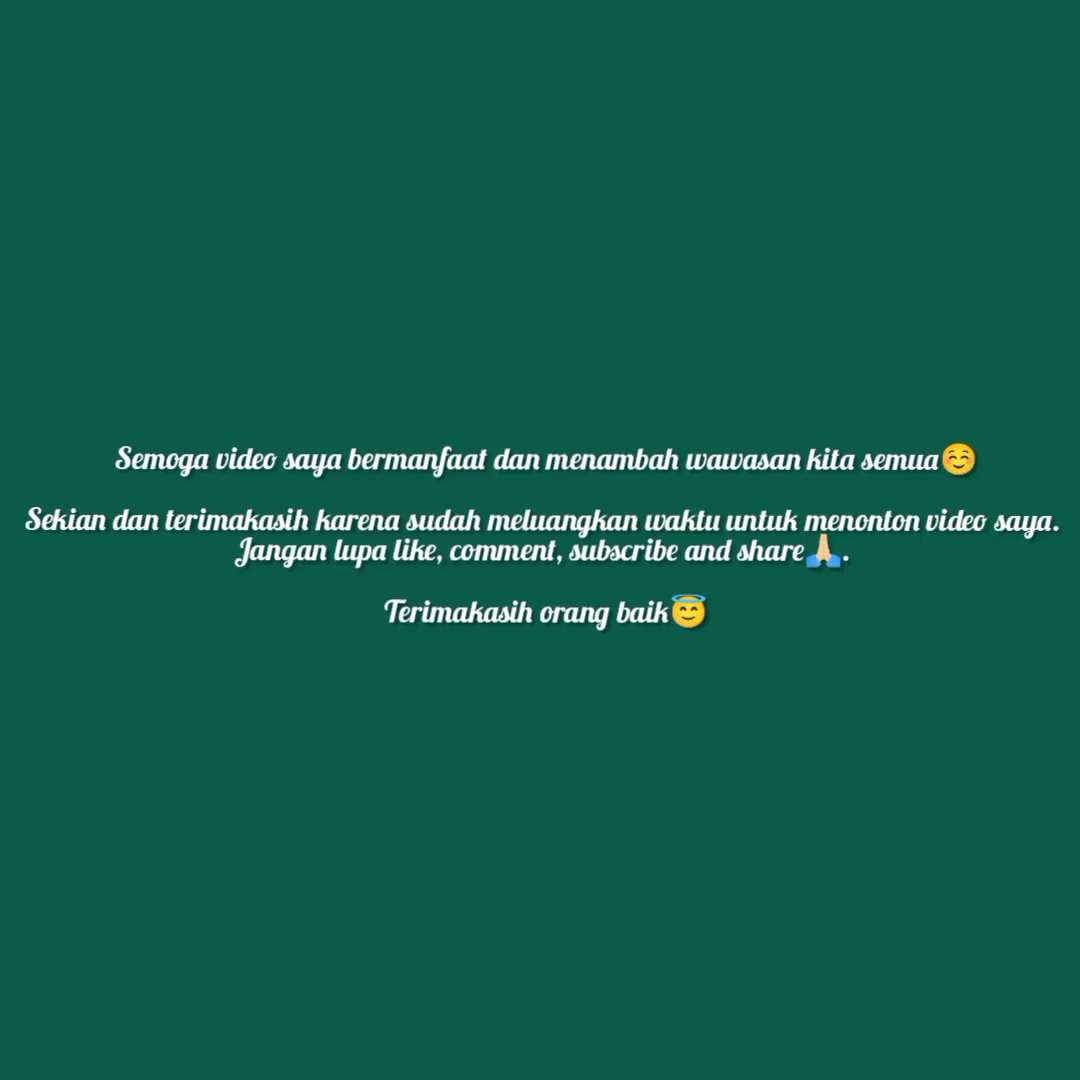 Semoga video saya bermanfaat dan menambah wawasan kita semua☺️
Sekian dan terimakasih karena sudah meluangkan waktu untuk menonton video saya.
Jangan lupa like, comment, subscribe and share🙏🏻.
Terimakasih orang baik😇